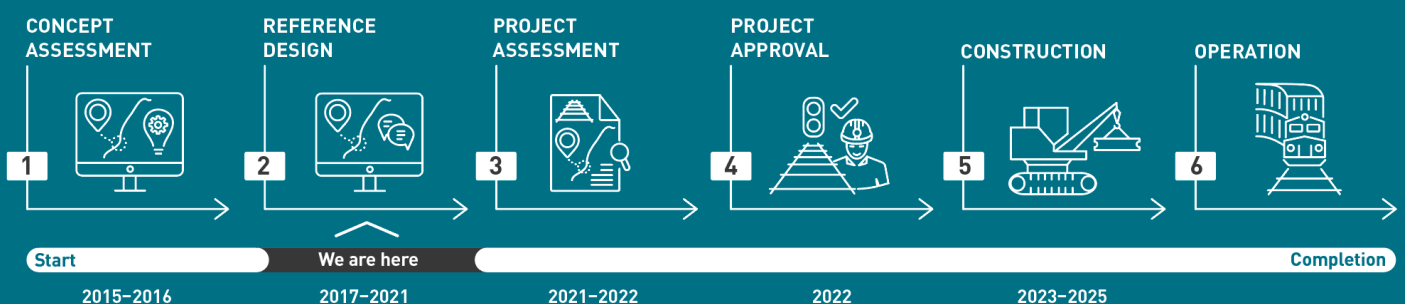 CONCEPT
ASSESSMENT
1
REFERENCE
DESIGN
2
PROJECT
ASSESSMENT
3
PROJECT
APPROVAL
4
CONSTRUCTION
5
OPERATION
6
Start
We are here
Completion
2015–2016
2017–2021
2021–2022
2022
2023–2025